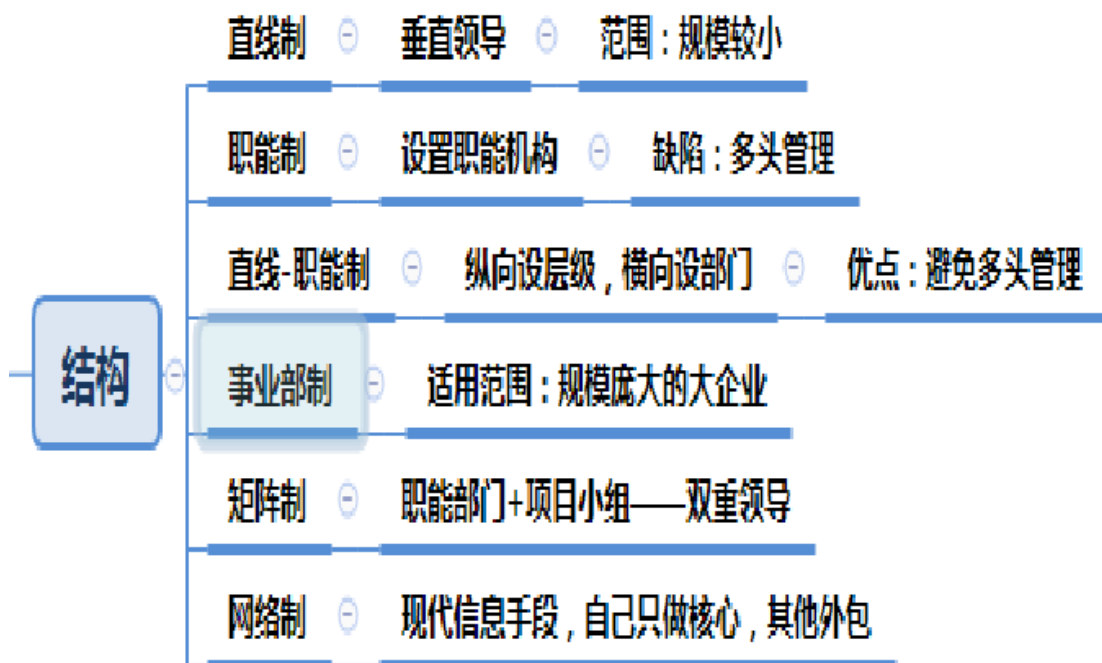 直线制 垂直领导 范围：规模较小
职能制 设置职能机构 缺陷：多头管理
直线-职能制 纵向设层级，横向设部门 优点：避免多头管理
结构
事业部制 适用范围：规模庞大的大企业
矩阵制 职能部门+项目小组——双重领导
网络制 现代信息手段，自己只做核心，其他外包